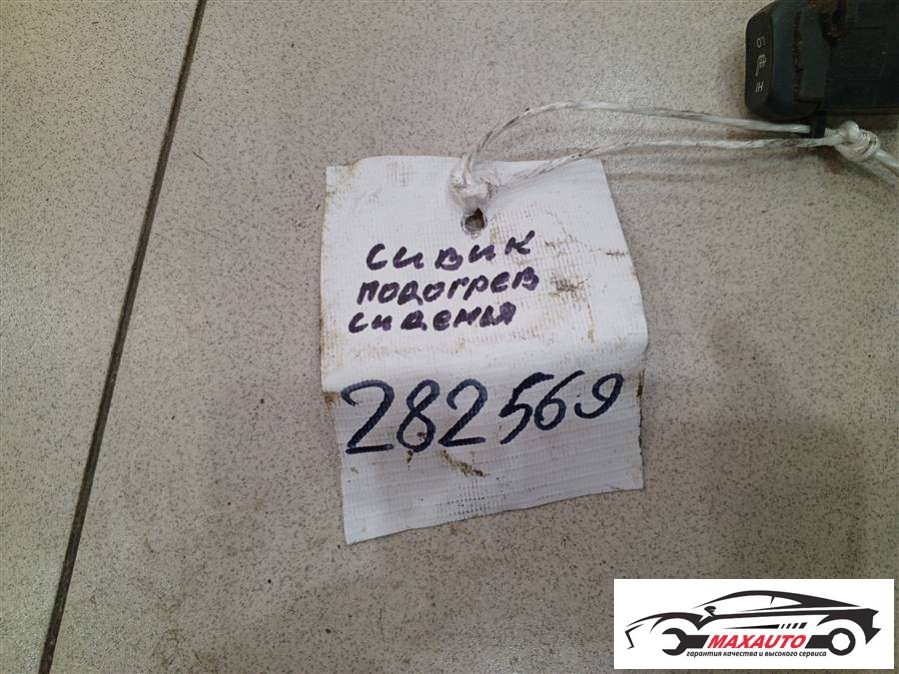 сивик
подогрев
сиденья
282569
MAXAUTO
гарантия качества и высокого сервиса